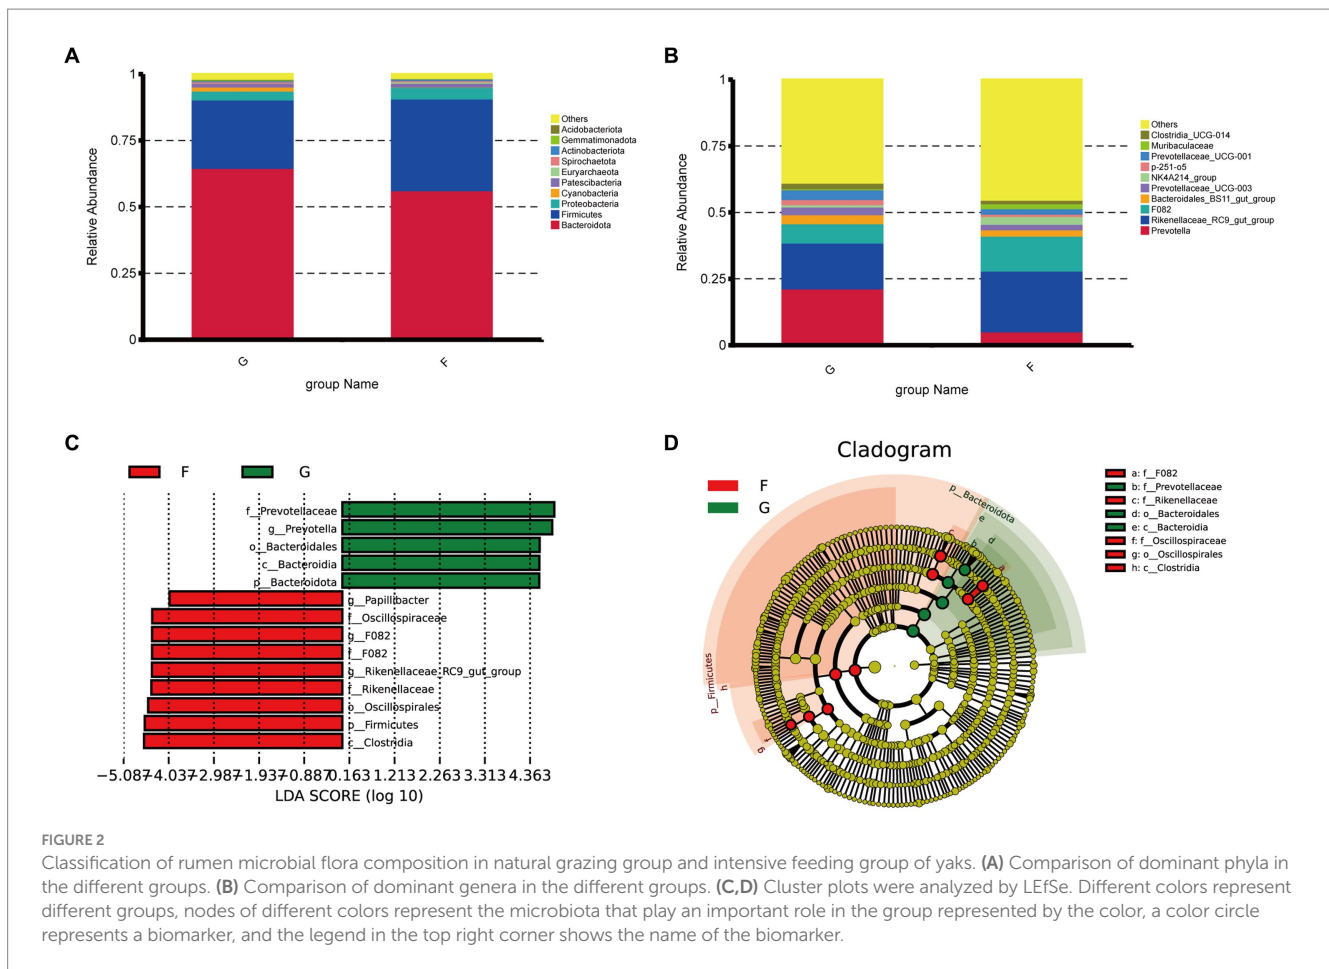 A
1
0.75
0.5
0.25
0
Relative Abundance
G
F
group Name
Others
Acidobacteriota
Gemmatimonadota
Actinobacteriota
Spirochaetota
Euryarchaeota
Patescibacteria
Cyanobacteria
Proteobacteria
Firmicutes
Bacteroidota
B
1
0.75
0.5
0.25
0
Relative Abundance
G
F
group Name
Others
Clostridia_UCG-014
Muribaculaceae
Prevotellaceae_UCG-001
p-251-o5
NK4A214_group
Prevotellaceae_UCG-003
Bacteroidales_BS11_gut_group
F082
Rikenellaceae_RC9_gut_group
Prevotella
C
F
G
f__Prevotellaceae
g__Prevotella
o__Bacteroidales
c__Bacteroidia
p__Bacteroidota
g__Papillibacter
f__Oscillospiraceae
g__F082
f__F082
g__Rikenellaceae_RC9_gut_group
f__Rikenellaceae
o__Oscillospirales
p__Firmicutes
c__Clostridia
−5.087 −4.037 −2.987 −1.937 −0.887 0.163 1.213 2.263 3.313 4.363
LDA SCORE (log 10)
D
Cladogram
F
G
p__Bacteroidota
e
d
c
b
a
p__Firmicutes
h
f
g
a: f__F082
b: f__Prevotellaceae
c: f__Rikenellaceae
d: o__Bacteroidales
e: c__Bacteroidia
f: f__Oscillospiraceae
g: o__Oscillospirales
h: c__Clostridia
FIGURE 2
Classification of rumen microbial flora composition in natural grazing group and intensive feeding group of yaks. (A) Comparison of dominant phyla in
the different groups. (B) Comparison of dominant genera in the different groups. (C,D) Cluster plots were analyzed by LEfSe. Different colors represent
different groups, nodes of different colors represent the microbiota that play an important role in the group represented by the color, a color circle
represents a biomarker, and the legend in the top right corner shows the name of the biomarker.